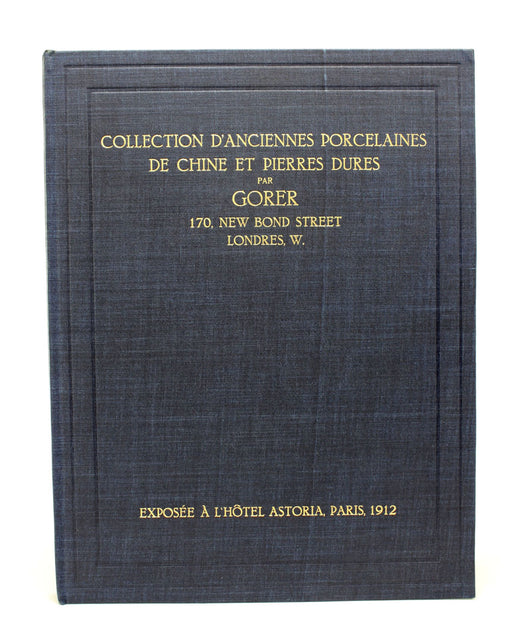 COLLECTION D'ANCIENNES PORCELAINES
DE CHINE ET PIERRES DURES
PAR
GORER
170, NEW BOND STREET
LONDRES, W.
EXPOSÉE À L'HÔTEL ASTORIA, PARIS, 1912